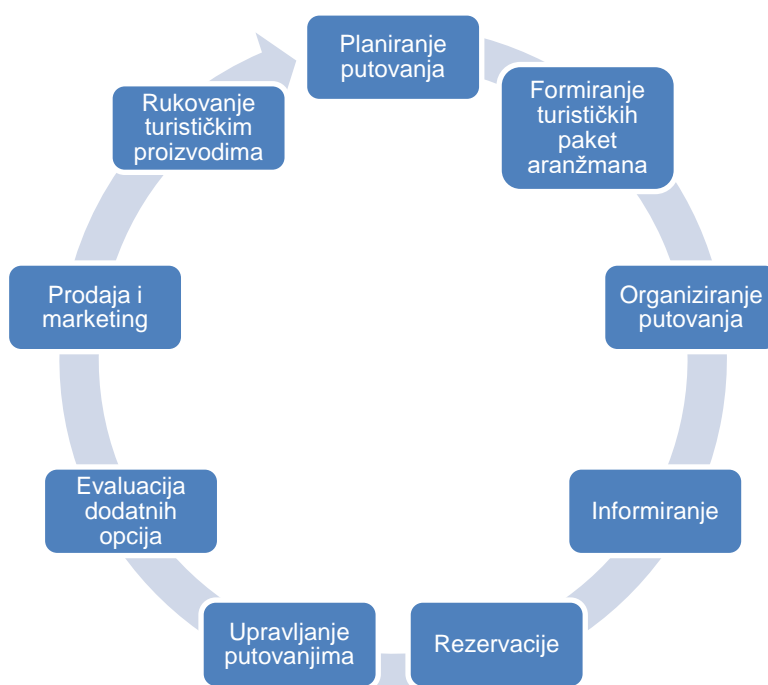 Planiranje
putovanja
Formiranje
turističkih
paket
aranžmana
Organiziranje
putovanja
Informiranje
Rezervacije
Upravljanje
putovanjima
Evaluacija
dodatnih
opcija
Prodaja i
marketing
Rukovanje
turističkim
proizvodima